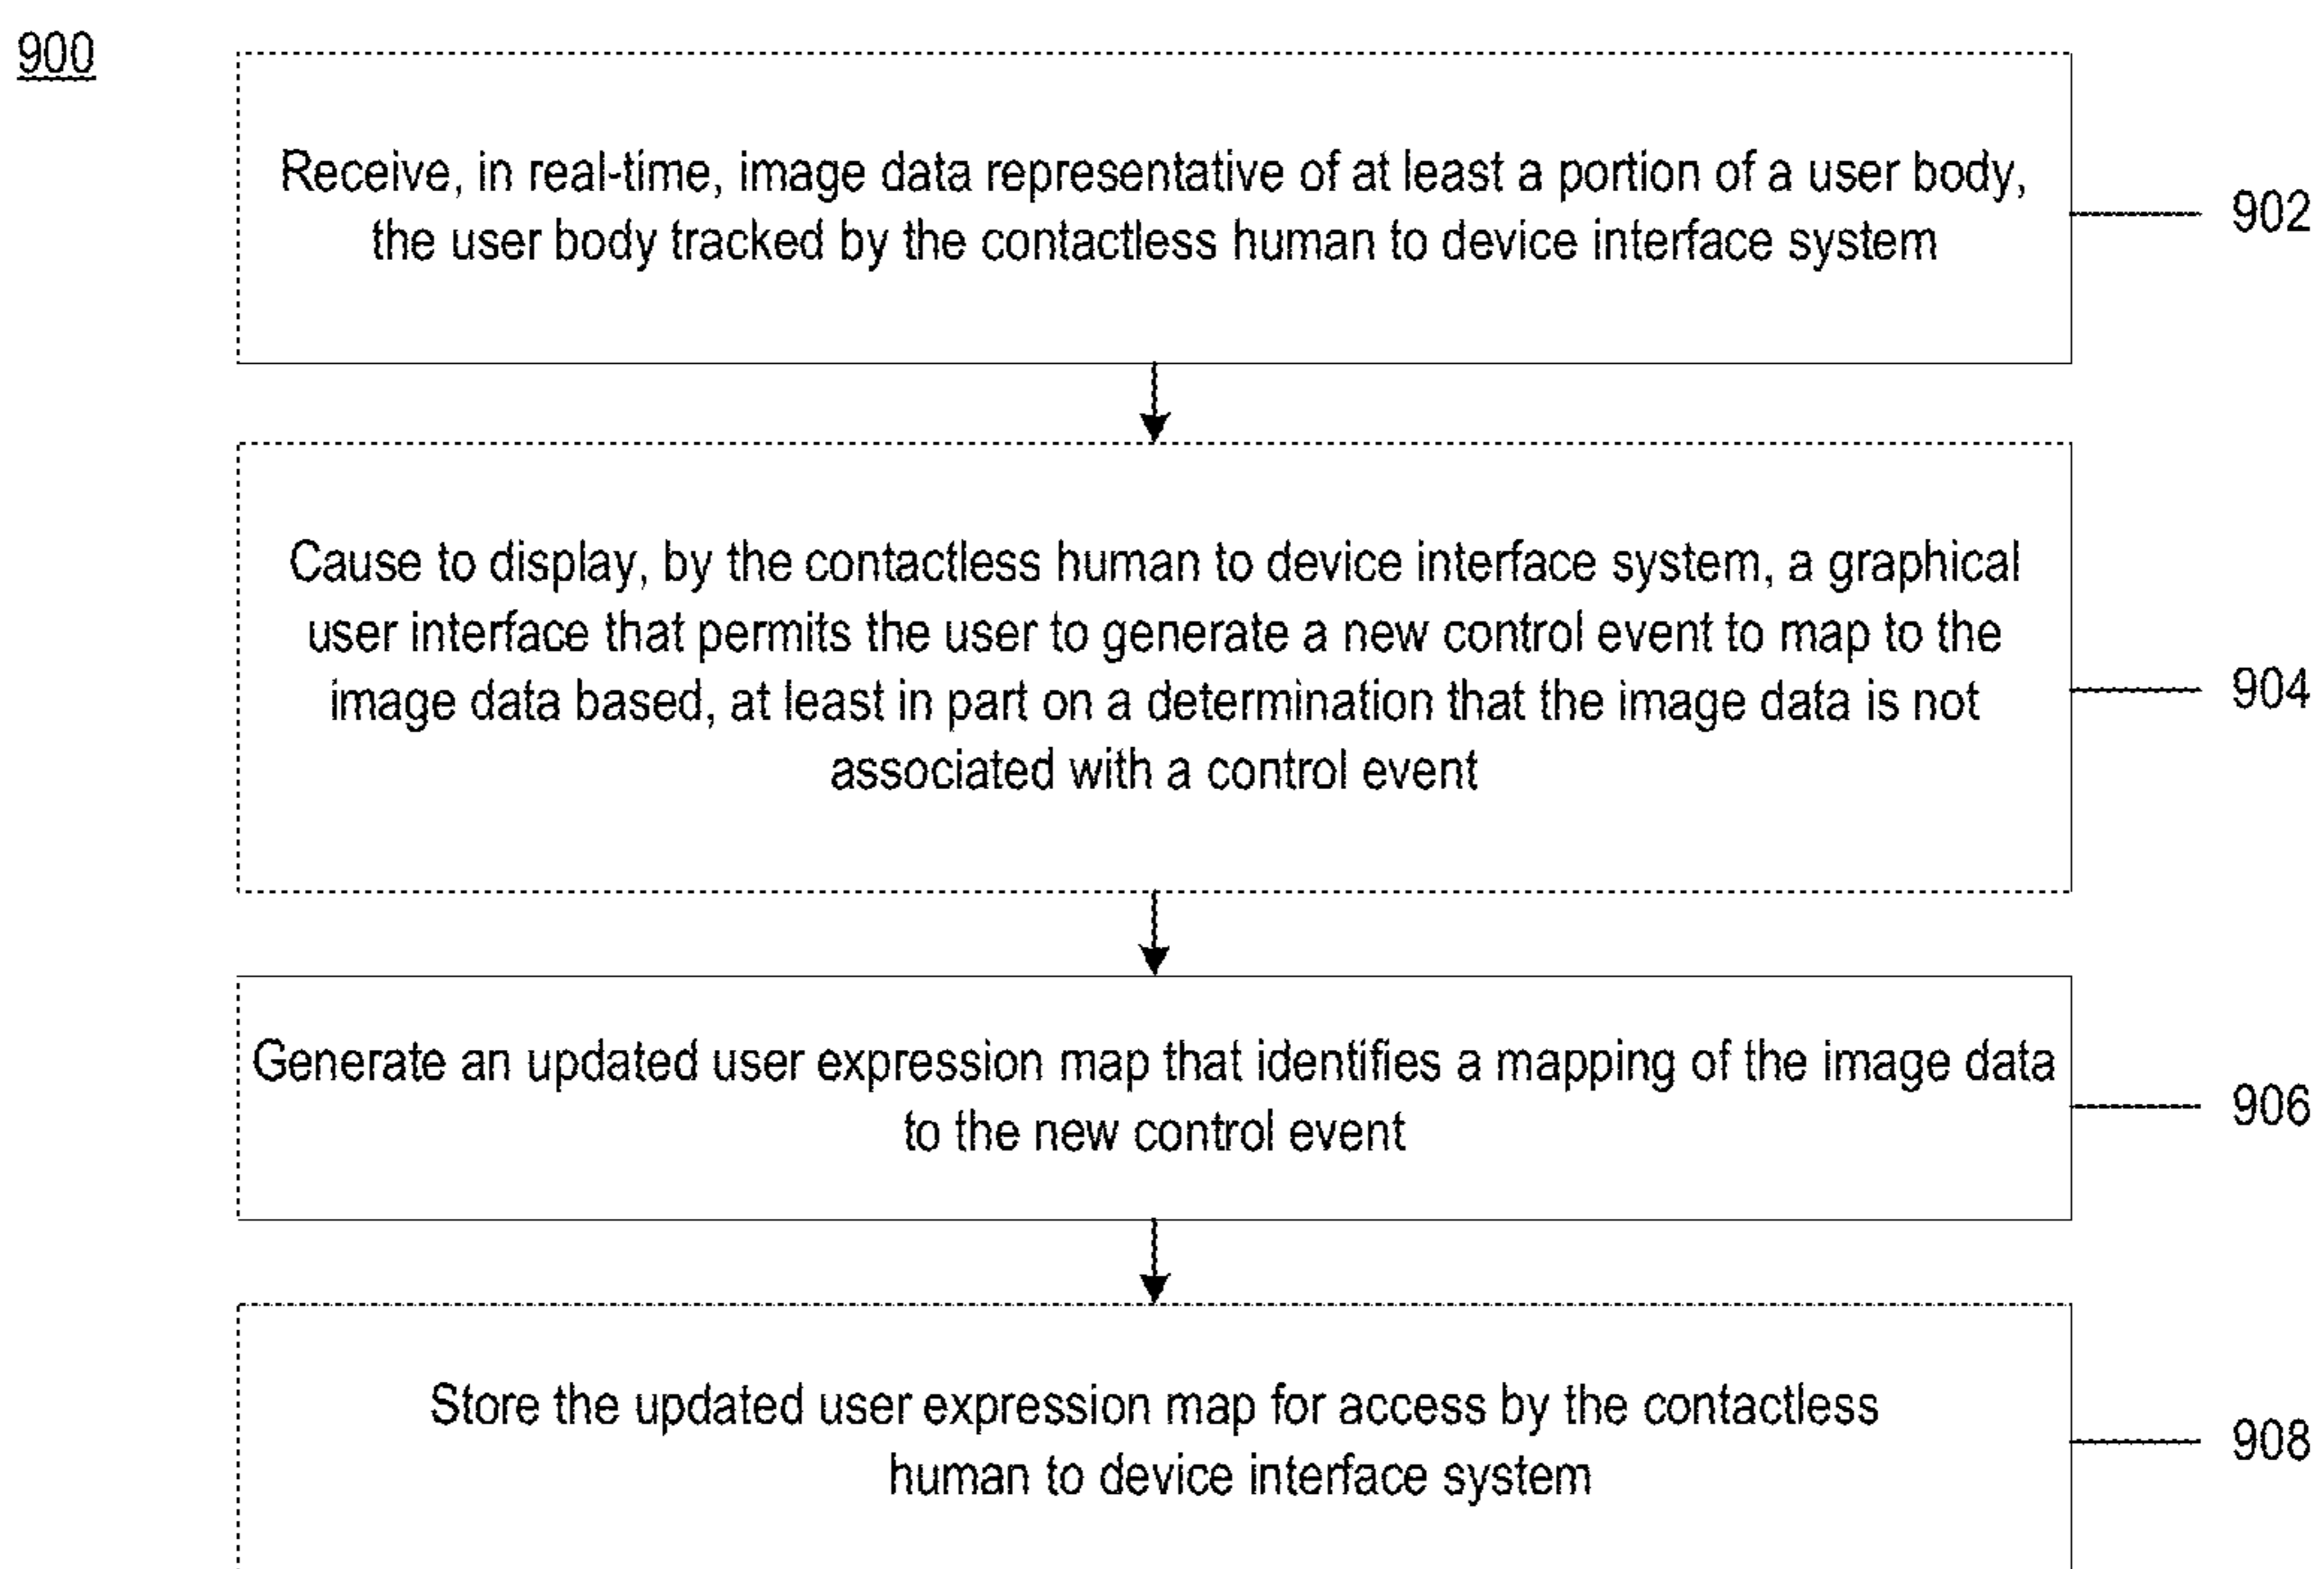 900
Receive, in real-time, image data representative of at least a portion of a user body,
the user body tracked by the contactless human to device interface system
902
Cause to display, by the contactless human to device interface system, a graphical
user interface that permits the user to generate a new control event to map to the
image data based, at least in part on a determination that the image data is not
associated with a control event
904
Generate an updated user expression map that identifies a mapping of the image data
to the new control event
906
Store the updated user expression map for access by the contactless
human to device interface system
908